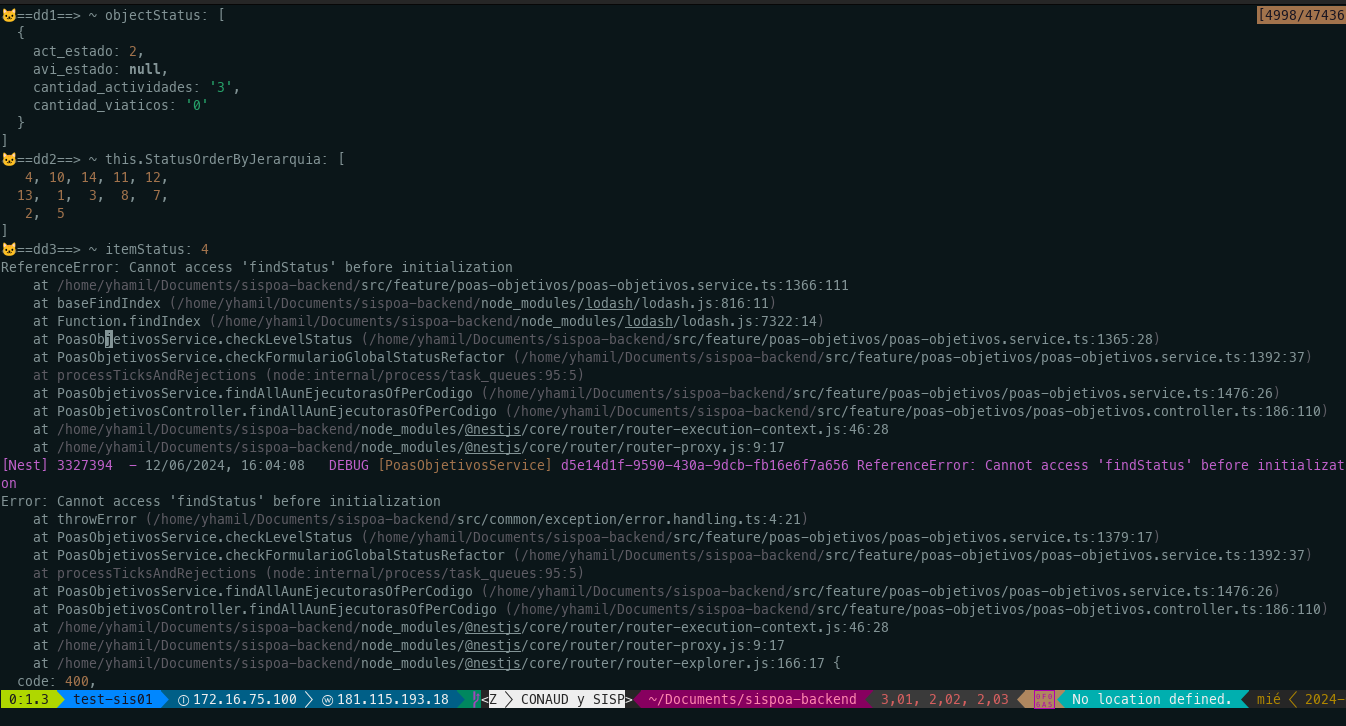 ==dd1==> ~ objectStatus: [
[4998/47436
  {
    act_estado: 2,
    avi_estado: null,
    cantidad_actividades: '3',
    cantidad_viaticos: '0'
  }
]
==dd2==> ~ this.StatusOrderByJerarquia: [
   4, 10, 14, 11, 12,
  13,  1,  3,  8,  7,
   2,  5
]
==dd3==> ~ itemStatus: 4
ReferenceError: Cannot access 'findStatus' before initialization
    at /home/yhamil/Documents/sispoa-backend/src/feature/poas-objetivos/poas-objetivos.service.ts:1366:111
    at baseFindIndex (/home/yhamil/Documents/sispoa-backend/node_modules/lodash/lodash.js:816:11)
    at Function.findIndex (/home/yhamil/Documents/sispoa-backend/node_modules/lodash/lodash.js:7322:14)
    at PoasObjetivosService.checkLevelStatus (/home/yhamil/Documents/sispoa-backend/src/feature/poas-objetivos/poas-objetivos.service.ts:1365:28)
    at PoasObjetivosService.checkFormularioGlobalStatusRefactor (/home/yhamil/Documents/sispoa-backend/src/feature/poas-objetivos/poas-objetivos.service.ts:1392:37)
    at processTicksAndRejections (node:internal/process/task_queues:95:5)
    at PoasObjetivosService.findAllAunEjecutorasOfPerCodigo (/home/yhamil/Documents/sispoa-backend/src/feature/poas-objetivos/poas-objetivos.service.ts:1476:26)
    at PoasObjetivosController.findAllAunEjecutorasOfPerCodigo (/home/yhamil/Documents/sispoa-backend/src/feature/poas-objetivos/poas-objetivos.controller.ts:186:110)
    at /home/yhamil/Documents/sispoa-backend/node_modules/@nestjs/core/router/router-execution-context.js:46:28
    at /home/yhamil/Documents/sispoa-backend/node_modules/@nestjs/core/router/router-proxy.js:9:17
[Nest] 3327394  - 12/06/2024, 16:04:08   DEBUG [PoasObjetivosService] d5e14d1f-9590-430a-9dcb-fb16e6f7a656 ReferenceError: Cannot access 'findStatus' before initializat
on
Error: Cannot access 'findStatus' before initialization
    at throwError (/home/yhamil/Documents/sispoa-backend/src/common/exception/error.handling.ts:4:21)
    at PoasObjetivosService.checkLevelStatus (/home/yhamil/Documents/sispoa-backend/src/feature/poas-objetivos/poas-objetivos.service.ts:1379:17)
    at PoasObjetivosService.checkFormularioGlobalStatusRefactor (/home/yhamil/Documents/sispoa-backend/src/feature/poas-objetivos/poas-objetivos.service.ts:1392:37)
    at processTicksAndRejections (node:internal/process/task_queues:95:5)
    at PoasObjetivosService.findAllAunEjecutorasOfPerCodigo (/home/yhamil/Documents/sispoa-backend/src/feature/poas-objetivos/poas-objetivos.service.ts:1476:26)
    at PoasObjetivosController.findAllAunEjecutorasOfPerCodigo (/home/yhamil/Documents/sispoa-backend/src/feature/poas-objetivos/poas-objetivos.controller.ts:186:110)
    at /home/yhamil/Documents/sispoa-backend/node_modules/@nestjs/core/router/router-execution-context.js:46:28
    at /home/yhamil/Documents/sispoa-backend/node_modules/@nestjs/core/router/router-proxy.js:9:17
    at /home/yhamil/Documents/sispoa-backend/node_modules/@nestjs/core/router/router-explorer.js:166:17 {
  code: 400,
0:1.3 test-sis01 ⓛ 172.16.75.100 ⓦ 181.115.193.18 <Z CONAUD y SISP> ~/Documents/sispoa-backend 3,01, 2,02, 2,03 No location defined. mié 2024-